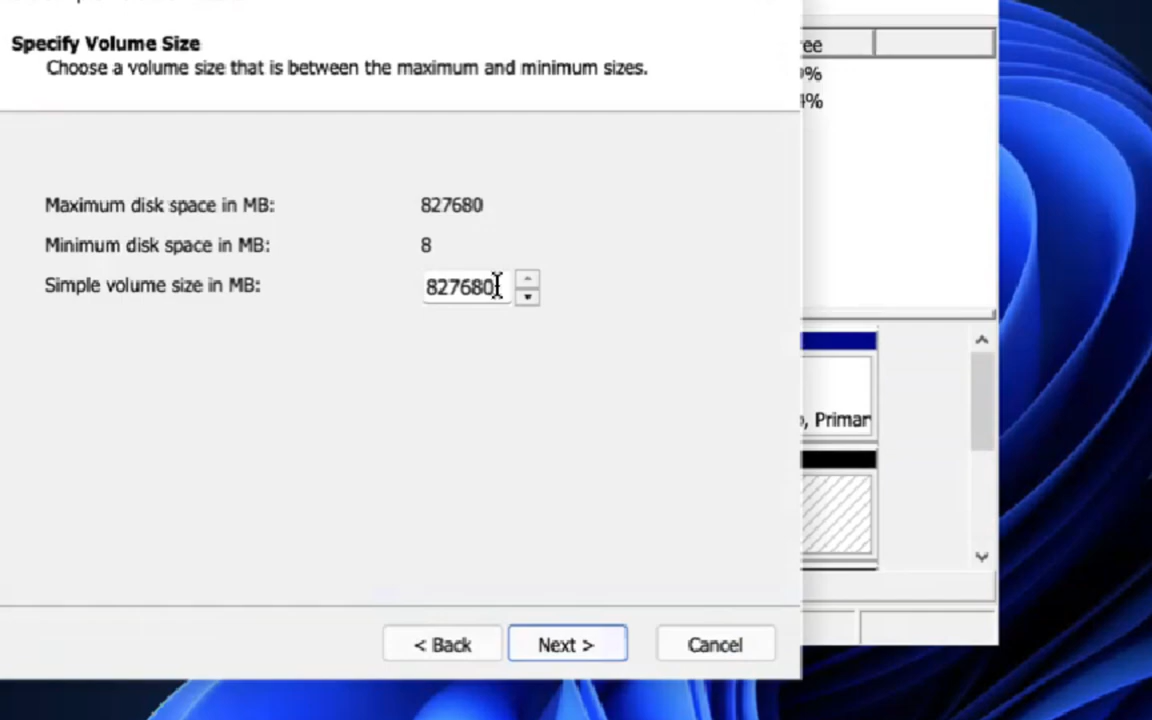 Specify Volume Size
Choose a volume size that is between the maximum and minimum sizes.
Maximum disk space in MB: 827680
Minimum disk space in MB: 8
Simple volume size in MB: 827680
< Back Next > Cancel
Primar